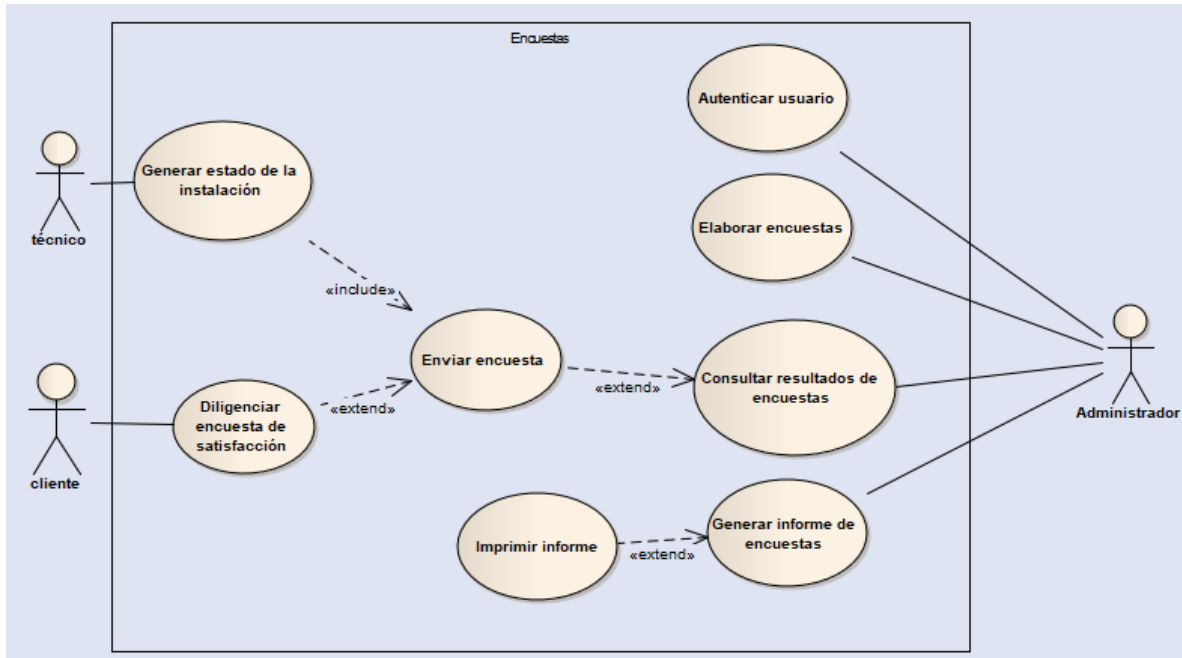 Encuestas
Autenticar usuario
Generar estado de la
instalación
técnico
Elaborar encuestas
«include»
Enviar encuesta
«extend»
Consultar resultados de
encuestas
Administrador
Diligenciar
encuesta de
satisfacción
«extend»
cliente
Imprimir informe
«extend»
Generar informe de
encuestas